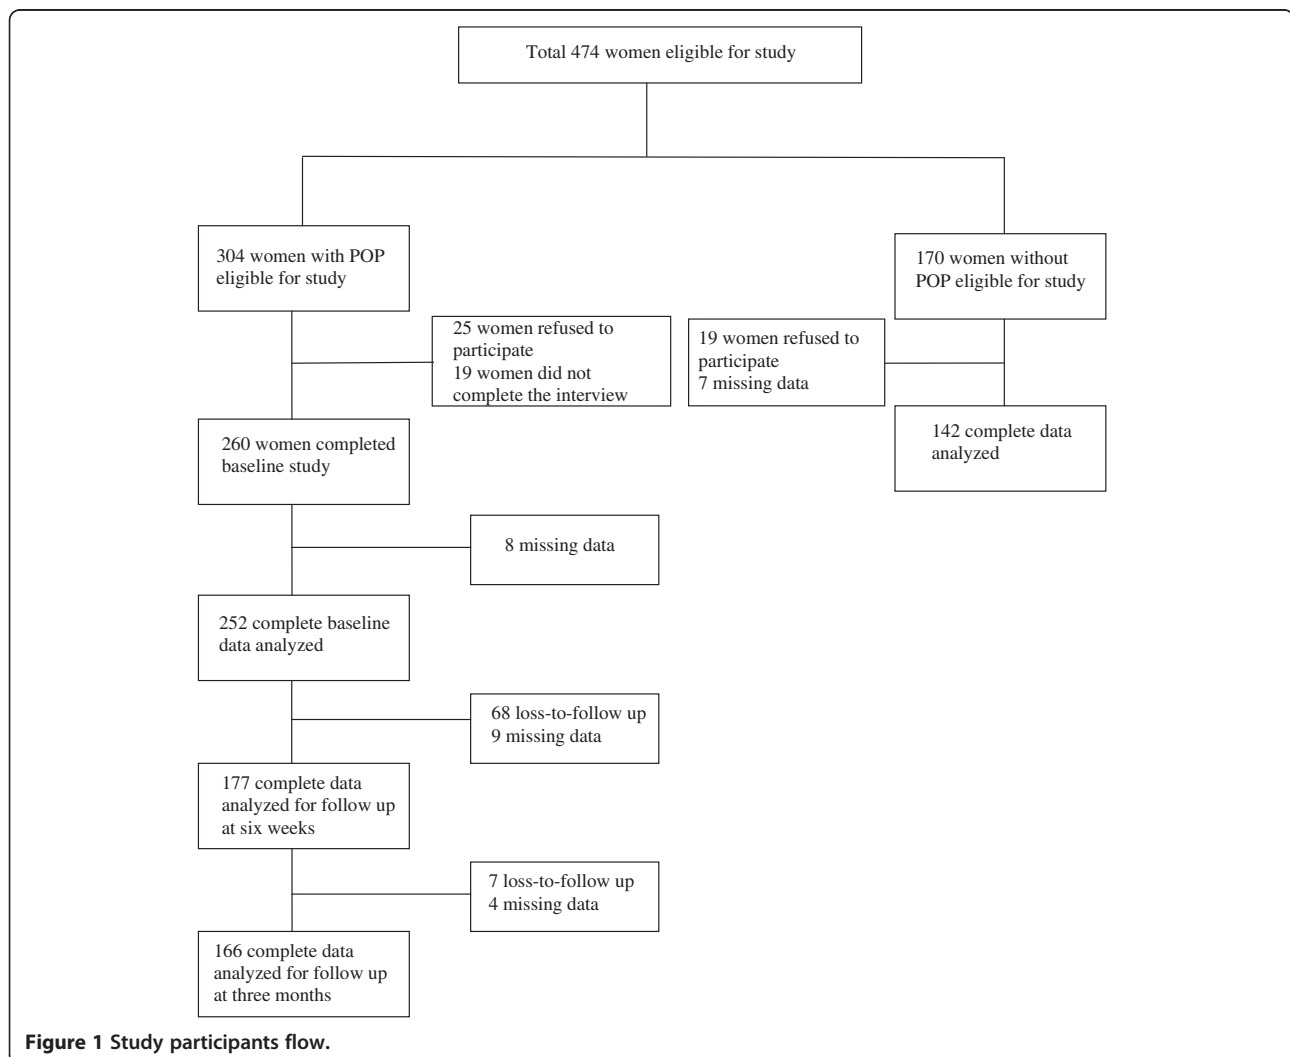 Total 474 women eligible for study
304 women with POP
eligible for study
170 women without
POP eligible for study
25 women refused to
participate
19 women did not
complete the interview
19 women refused to
participate
7 missing data
260 women completed
baseline study
142 complete data
analyzed
8 missing data
252 complete baseline
data analyzed
68 loss-to-follow up
9 missing data
177 complete data
analyzed for follow up
at six weeks
7 loss-to-follow up
4 missing data
166 complete data
analyzed for follow up
at three months
Figure 1 Study participants flow.